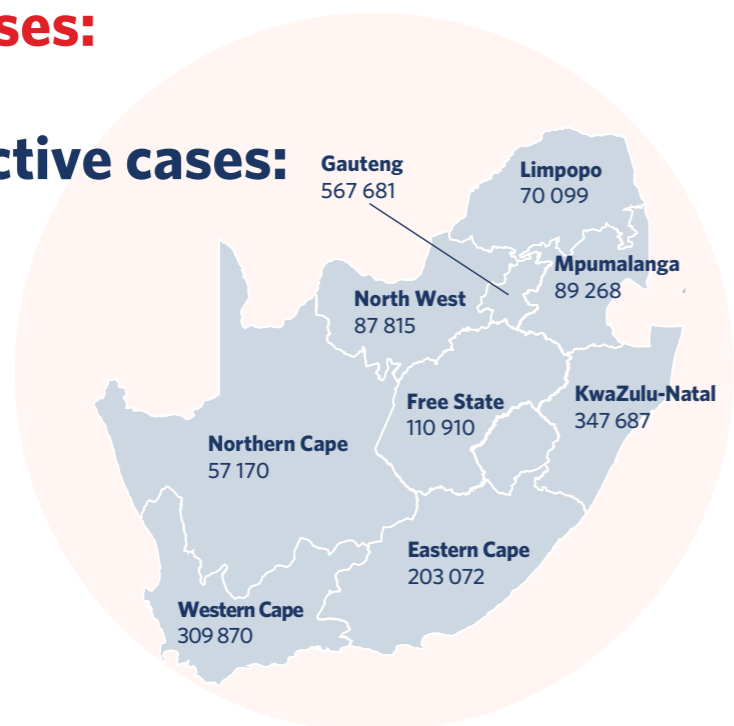 ses:
ctive cases:
Gauteng
567 681
Limpopo
70 099
Mpumalanga
89 268
North West
87 815
KwaZulu-Natal
347 687
Free State
110 910
Northern Cape
57 170
Eastern Cape
203 072
Western Cape
309 870